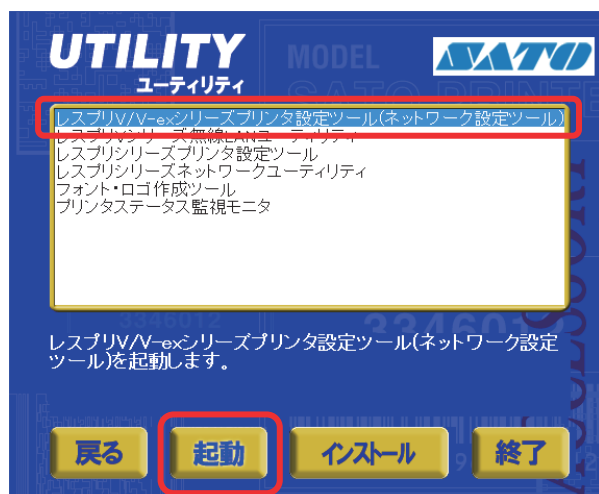 UTILITY
ユーティリティ
MODEL
SATO
SATO PRINTE
レスプリV/V-exシリーズプリンタ設定ツール(ネットワーク設定ツール)
レスプリVシリーズ無線LANユーティリティ
レスプリシリーズプリンタ設定ツール
レスプリシリーズネットワークユーティリティ
フォント・ロゴ作成ツール
プリンタステータス監視モニタ
3346012
3346012
レスプリV/V-exシリーズプリンタ設定ツール(ネットワーク設定
ツール)を起動します。
戻る
起動
インストール
終了